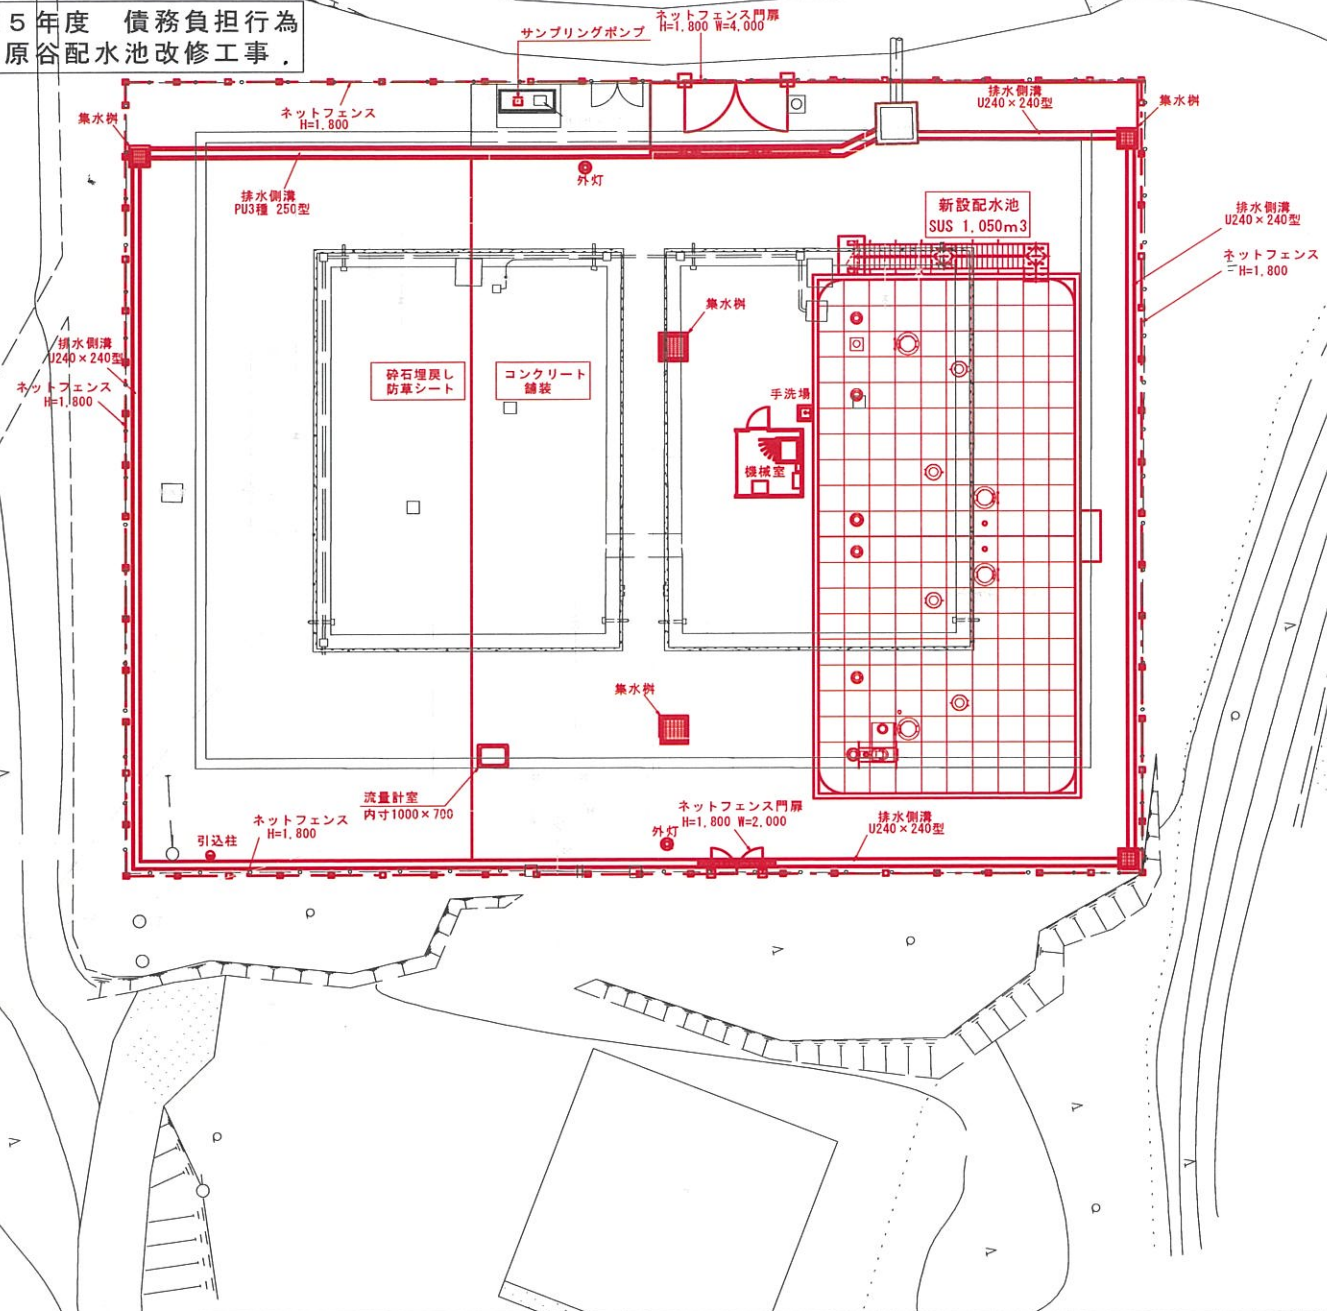 ５年度　債務負担行為
原谷配水池改修工事．
サンプリングポンプ
ネットフェンス門扉
H=1,800 W=4,000
集水桝
ネットフェンス
H=1,800
排水側溝
U240×240型
集水桝
排水側溝
PU3種 250型
外灯
新設配水池
SUS 1,050m3
排水側溝
U240×240型
ネットフェンス
H=1,800
集水桝
排水側溝
U240×240型
ネットフェンス
H=1,800
砕石埋戻し
防草シート
コンクリート
舗装
手洗場
機械室
集水桝
流量計室
内寸1000×700
ネットフェンス
H=1,800
引込柱
外灯
ネットフェンス門扉
H=1,800 W=2,000
排水側溝
U240×240型